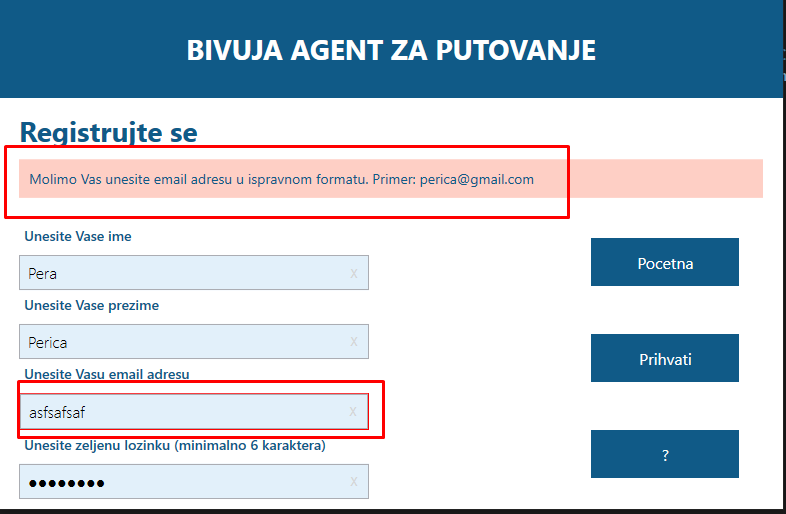 BIVUJA AGENT ZA PUTOVANJE
Registrujte se
Molimo Vas unesite email adresu u ispravnom formatu. Primer: perica@gmail.com
Unesite Vase ime
Pera x
Unesite Vase prezime
Perica x
Unesite Vasu email adresu
asfsafsaf x
Unesite zeljenu lozinku (minimalno 6 karaktera)
●●●●●●●● x
Pocetna
Prihvati
?